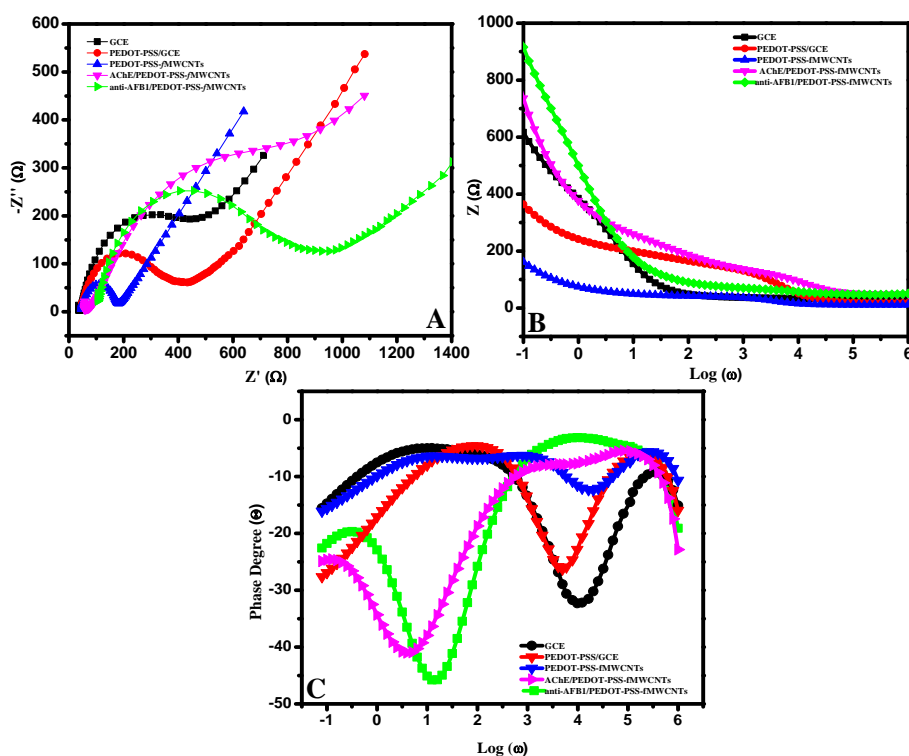 -600
-500
-400
300
200
100
0
-Z'' (Ω)
GCE
PEDOT-PSS/GCE
PEDOT-PSS-fMWCNTs
AChE/PEDOT-PSS-fMWCNTs
anti-AFB1/PEDOT-PSS-fMWCNTs
A
0 200 400 600 800 1000 1200 1400
Z' (Ω)
1000
800
600
400
200
0
Z (Ω)
GCE
PEDOT-PSS/GCE
PEDOT-PSS-fMWCNTs
AChE/PEDOT-PSS-fMWCNTs
anti-AFB1/PEDOT-PSS-fMWCNTs
B
-1 0 1 2 3 4 5 6
Log (ω)
0
-10
-20
-30
-40
-50
Phase Degree (Θ)
GCE
PEDOT-PSS/GCE
PEDOT-PSS-fMWCNTs
AChE/PEDOT-PSS-fMWCNTs
anti-AFB1/PEDOT-PSS-fMWCNTs
C
-1 0 1 2 3 4 5 6
Log (ω)